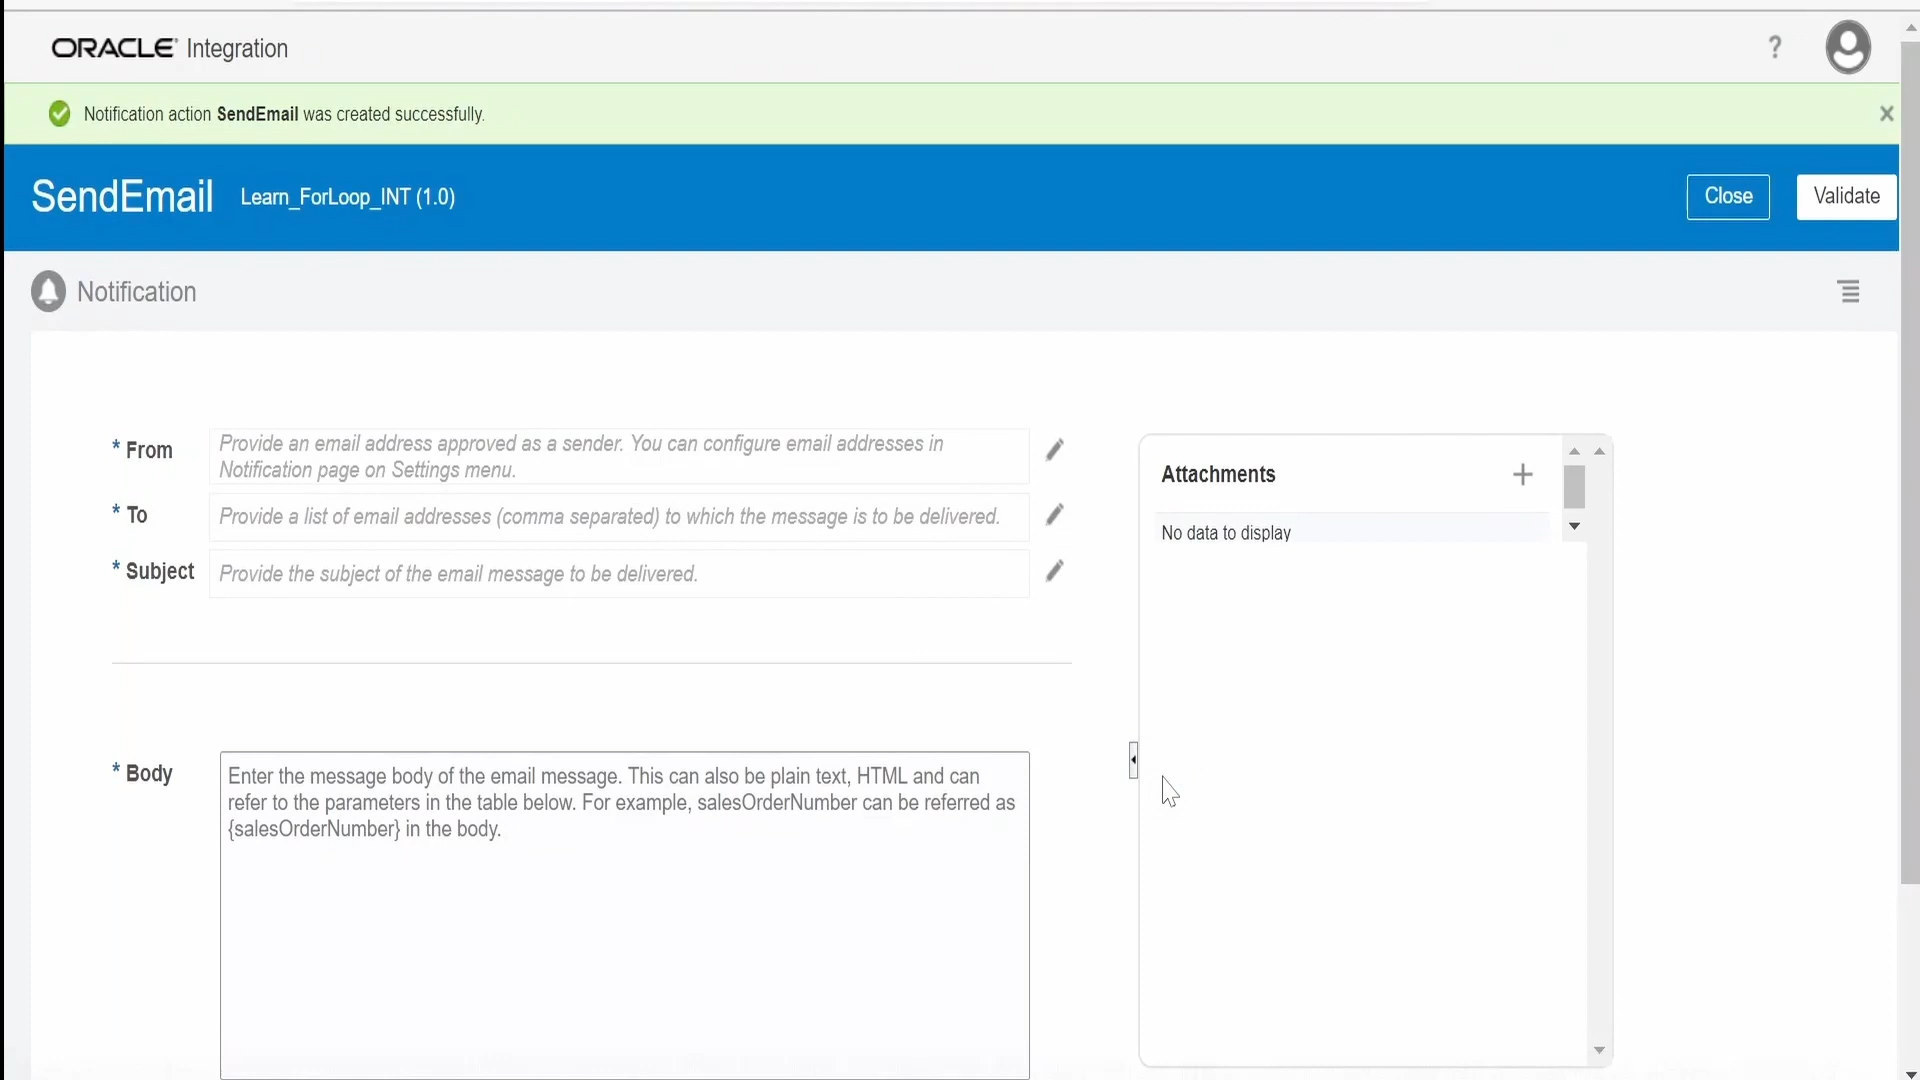 ORACLE Integration
?
Notification action SendEmail was created successfully.
SendEmail Learn_ForLoop_INT (1.0)
Close
Validate
Notification
* From
Provide an email address approved as a sender. You can configure email addresses in
Notification page on Settings menu.
* To
Provide a list of email addresses (comma separated) to which the message is to be delivered.
* Subject
Provide the subject of the email message to be delivered.
Attachments
No data to display
* Body
Enter the message body of the email message. This can also be plain text, HTML and can
refer to the parameters in the table below. For example, salesOrderNumber can be referred as
{salesOrderNumber} in the body.